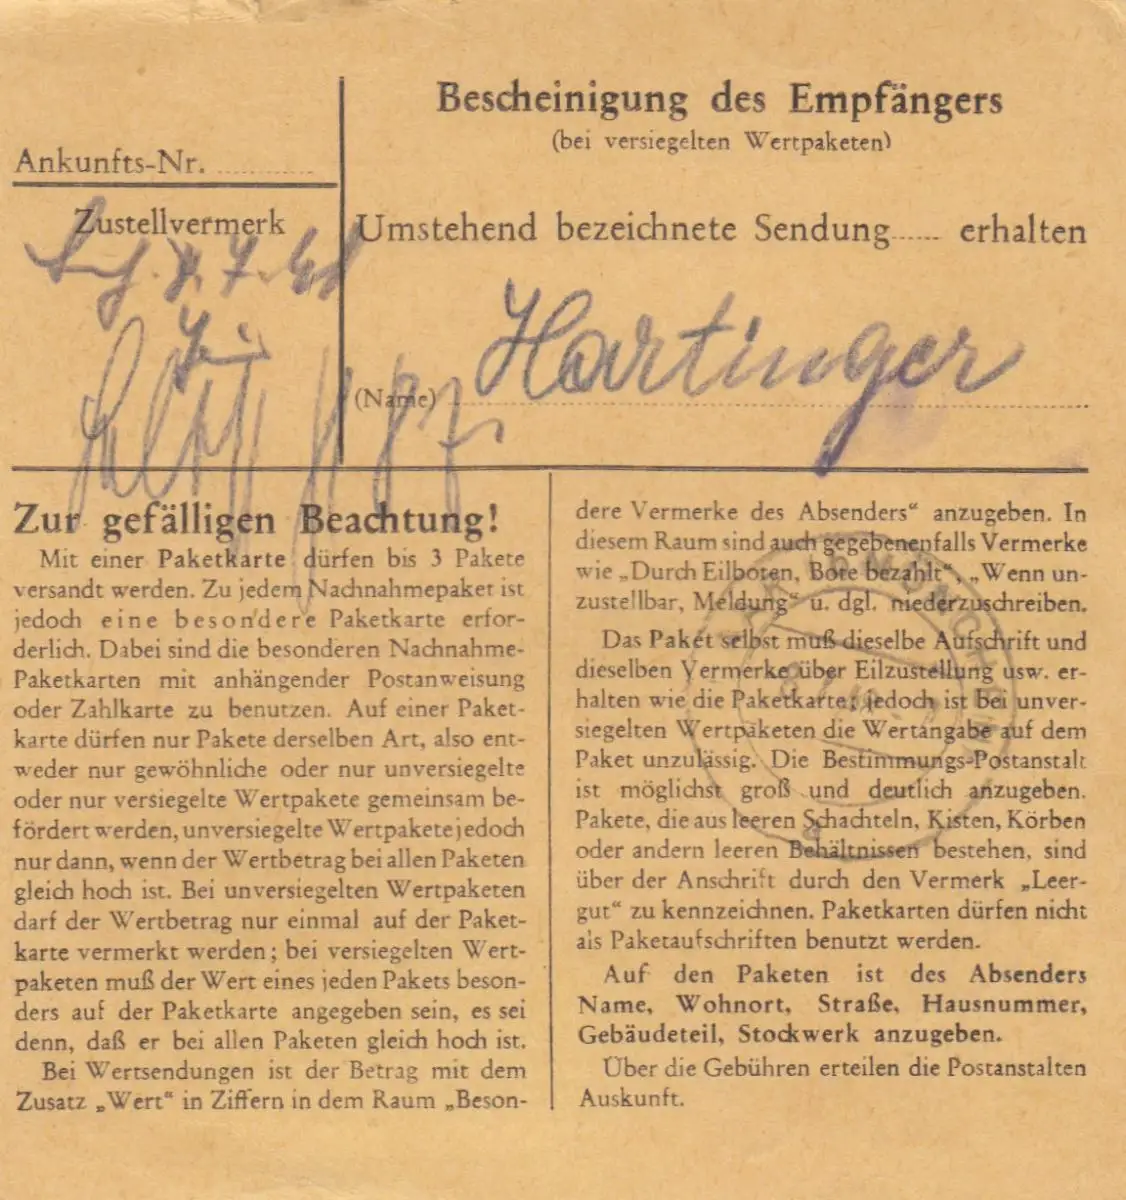 Bescheinigung des Empfängers
(bei versiegelten Wertpaketen)
Ankunfts-Nr. ............
Zustellvermerk
Umstehend bezeichnete Sendung...... erhalten
(Name) Hartinger
Zur gefälligen Beachtung!
Mit einer Paketkarte dürfen bis 3 Pakete
versandt werden. Zu jedem Nachnahmepaket ist
jedoch eine besondere Paketkarte erfor-
derlich. Dabei sind die besonderen Nachnahme-
Paketkarten mit anhängender Postanweisung
oder Zahlkarte zu benutzen. Auf einer Paket-
karte dürfen nur Pakete derselben Art, also ent-
weder nur gewöhnliche oder nur unversiegelte
oder nur versiegelte Wertpakete gemeinsam be-
fördert werden, unversiegelte Wertpakete jedoch
nur dann, wenn der Wertbetrag bei allen Paketen
gleich hoch ist. Bei unversiegelten Wertpaketen
darf der Wertbetrag nur einmal auf der Paket-
karte vermerkt werden; bei versiegelten Wert-
paketen muß der Wert eines jeden Pakets beson-
ders auf der Paketkarte angegeben sein, es sei
denn, daß er bei allen Paketen gleich hoch ist.
Bei Wertsendungen ist der Betrag mit dem
Zusatz „Wert“ in Ziffern in dem Raum „Beson-
dere Vermerke des Absenders“ anzugeben. In
diesem Raum sind auch gegebenenfalls Vermerke
wie „Durch Eilboten, Bote bezahlt“, „Wenn un-
zustellbar, Meldung“ u. dgl. niederzuschreiben.
Das Paket selbst muß dieselbe Aufschrift und
dieselben Vermerke über Eilzustellung usw. er-
halten wie die Paketkarte; jedoch ist bei unver-
siegelten Wertpaketen die Wertangabe auf dem
Paket unzulässig. Die Bestimmungs-Postanstalt
ist möglichst groß und deutlich anzugeben.
Pakete, die aus leeren Schachteln, Kisten, Körben
oder andern leeren Behältnissen bestehen, sind
über der Anschrift durch den Vermerk „Leer-
gut“ zu kennzeichnen. Paketkarten dürfen nicht
als Paketaufschriften benutzt werden.
Auf den Paketen ist des Absenders
Name, Wohnort, Straße, Hausnummer,
Gebäudeteil, Stockwerk anzugeben.
Über die Gebühren erteilen die Postanstalten
Auskunft.